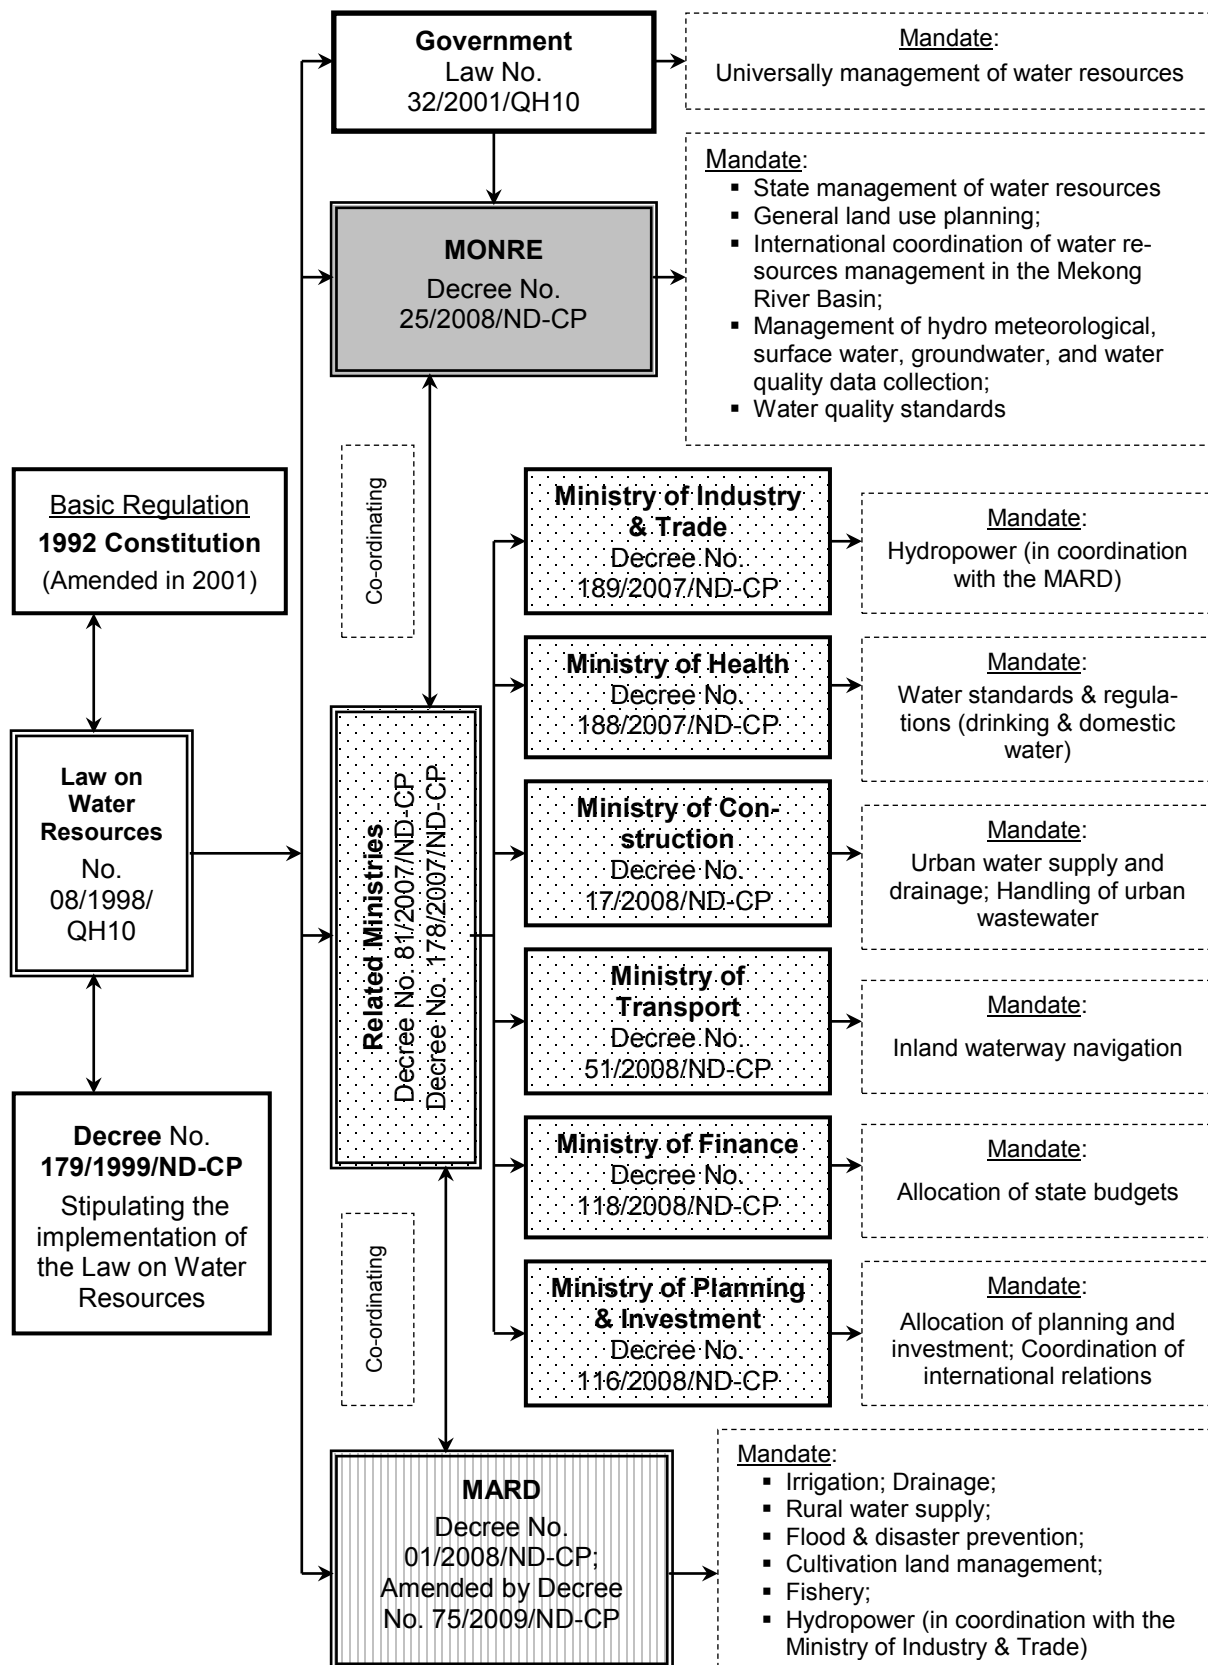 Government
Law No.
32/2001/QH10
Mandate:
Universally management of water resources
MONRE
Decree No.
25/2008/ND-CP
Mandate:
▪ State management of water resources
▪ General land use planning;
▪ International coordination of water re-
sources management in the Mekong
River Basin;
▪ Management of hydro meteorological,
surface water, groundwater, and water
quality data collection;
▪ Water quality standards
Co-ordinating
Basic Regulation
1992 Constitution
(Amended in 2001)
Law on
Water
Resources
No.
08/1998/
QH10
Decree No.
179/1999/ND-CP
Stipulating the
implementation of
the Law on Water
Resources
Related Ministries
Decree No. 81/2007/ND-CP
Decree No. 178/2007/ND-CP
Ministry of Industry
& Trade
Decree No.
189/2007/ND-CP
Mandate:
Hydropower (in coordination
with the MARD)
Ministry of Health
Decree No.
188/2007/ND-CP
Mandate:
Water standards & regula-
tions (drinking & domestic
water)
Ministry of Con-
struction
Decree No.
17/2008/ND-CP
Mandate:
Urban water supply and
drainage; Handling of urban
wastewater
Ministry of
Transport
Decree No.
51/2008/ND-CP
Mandate:
Inland waterway navigation
Ministry of Finance
Decree No.
118/2008/ND-CP
Mandate:
Allocation of state budgets
Ministry of Planning
& Investment
Decree No.
116/2008/ND-CP
Mandate:
Allocation of planning and
investment; Coordination of
international relations
Co-ordinating
MARD
Decree No.
01/2008/ND-CP;
Amended by Decree
No. 75/2009/ND-CP
Mandate:
▪ Irrigation; Drainage;
▪ Rural water supply;
▪ Flood & disaster prevention;
▪ Cultivation land management;
▪ Fishery;
▪ Hydropower (in coordination with the
Ministry of Industry & Trade)